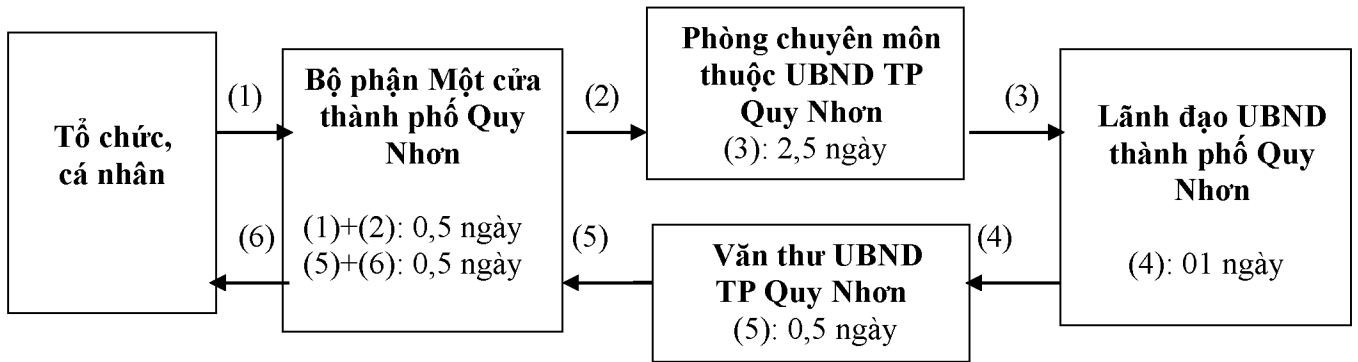 Tổ chức,
cá nhân
(1)
(6)
Bộ phận Một cửa
thành phố Quy
Nhơn
(1)+(2): 0,5 ngày
(5)+(6): 0,5 ngày
(2)
(5)
Phòng chuyên môn
thuộc UBND TP
Quy Nhơn
(3): 2,5 ngày
Văn thư UBND
TP Quy Nhơn
(5): 0,5 ngày
(3)
(4)
Lãnh đạo UBND
thành phố Quy
Nhơn
(4): 01 ngày